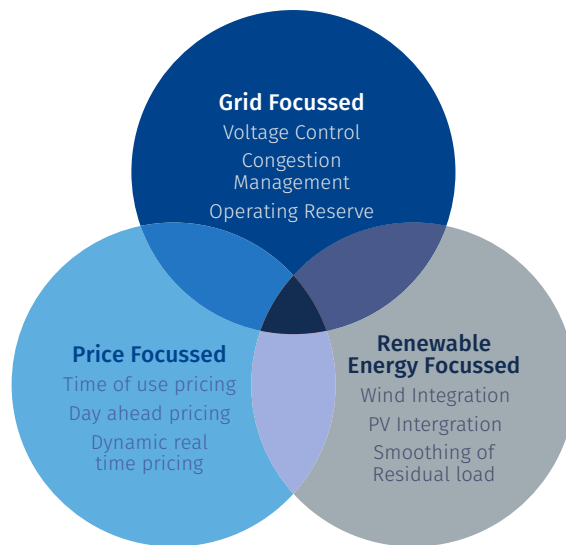 Grid Focussed
Voltage Control
Congestion
Management
Operating Reserve
Price Focussed
Time of use pricing
Day ahead pricing
Dynamic real
time pricing
Renewable
Energy Focussed
Wind Integration
PV Intergration
Smoothing of
Residual load